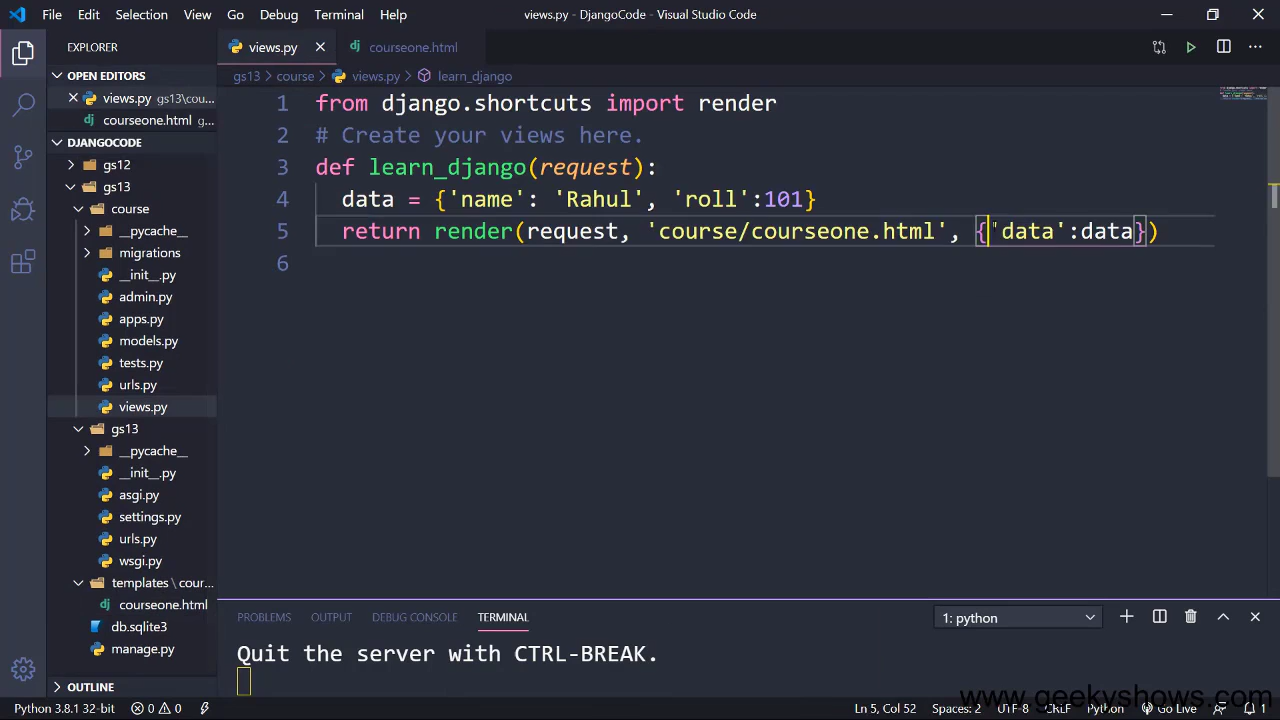 File Edit Selection View Go Debug Terminal Help
views.py - DjangoCode - Visual Studio Code
EXPLORER
OPEN EDITORS
views.py gs13\cou...
courseone.html g...
DJANGOCODE
gs12
gs13
course
__pycache__
migrations
__init__.py
admin.py
apps.py
models.py
tests.py
urls.py
views.py
gs13
__pycache__
__init__.py
asgi.py
settings.py
urls.py
wsgi.py
templates \ cour...
courseone.html
db.sqlite3
manage.py
OUTLINE
views.py courseone.html
gs13 > course > views.py > learn_django
1 from django.shortcuts import render
2 # Create your views here.
3 def learn_django(request):
4 data = {'name': 'Rahul', 'roll':101}
5 return render(request, 'course/courseone.html', {'data':data})
6
PROBLEMS OUTPUT DEBUG CONSOLE TERMINAL
1: python
Quit the server with CTRL-BREAK.
www.geekyshows.com
Python 3.8.1 32-bit 0 0 Ln 5, Col 52 Spaces: 2 UTF-8 CRLF Python Go Live 1